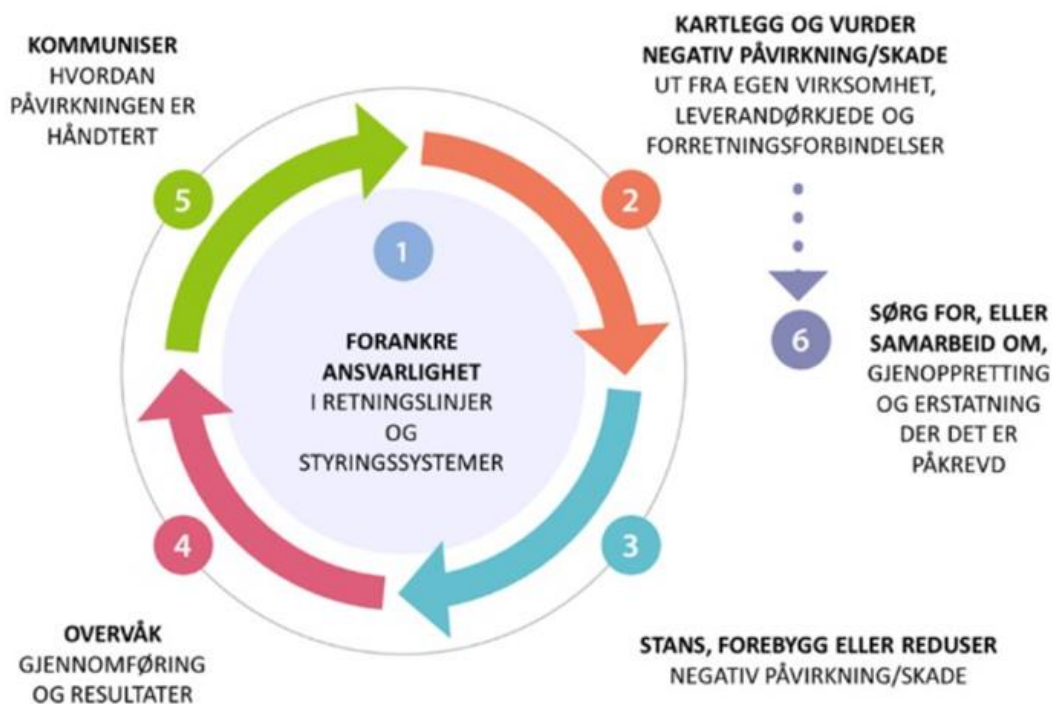 KOMMUNISER
HVORDAN
PÅVIRKNINGEN ER
HÅNDTERT
5
KARTLEGG OG VURDER
NEGATIV PÅVIRKNING/SKADE
UT FRA EGEN VIRKSOMHET,
LEVERANDØRKJEDE OG
FORRETNINGSFORBINDELSER
2
1
FORANKRE
ANSVARLIGHET
I RETNINGSLINJER
OG
STYRINGSSYSTEMER
6
SØRG FOR, ELLER
SAMARBEID OM,
GJENOPPRETTING
OG ERSTATNING
DER DET ER
PÅKREVD
4
OVERVÅK
GJENNOMFØRING
OG RESULTATER
3
STANS, FOREBYGG ELLER REDUSER
NEGATIV PÅVIRKNING/SKADE